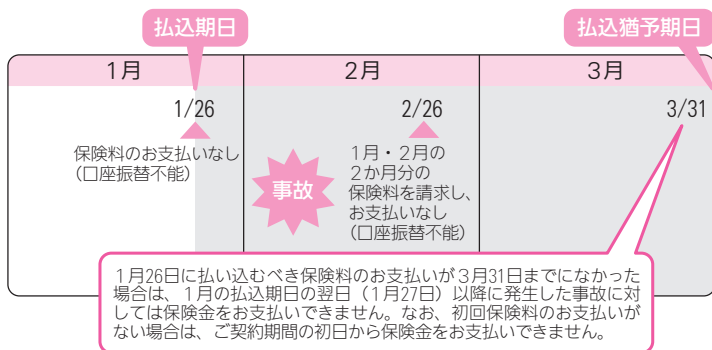 払込期日
払込猶予期日
1月
2月
3月
1/26
2/26
3/31
保険料のお支払いなし
（口座振替不能）
事故
1月・2月の
2か月分の
保険料を請求し、
お支払いなし
（口座振替不能）
1月26日に払い込むべき保険料のお支払いが3月31日までになかった
場合は、1月の払込期日の翌日（1月27日）以降に発生した事故に対
しては保険金をお支払いできません。なお、初回保険料のお支払いが
ない場合は、ご契約期間の初日から保険金をお支払いできません。